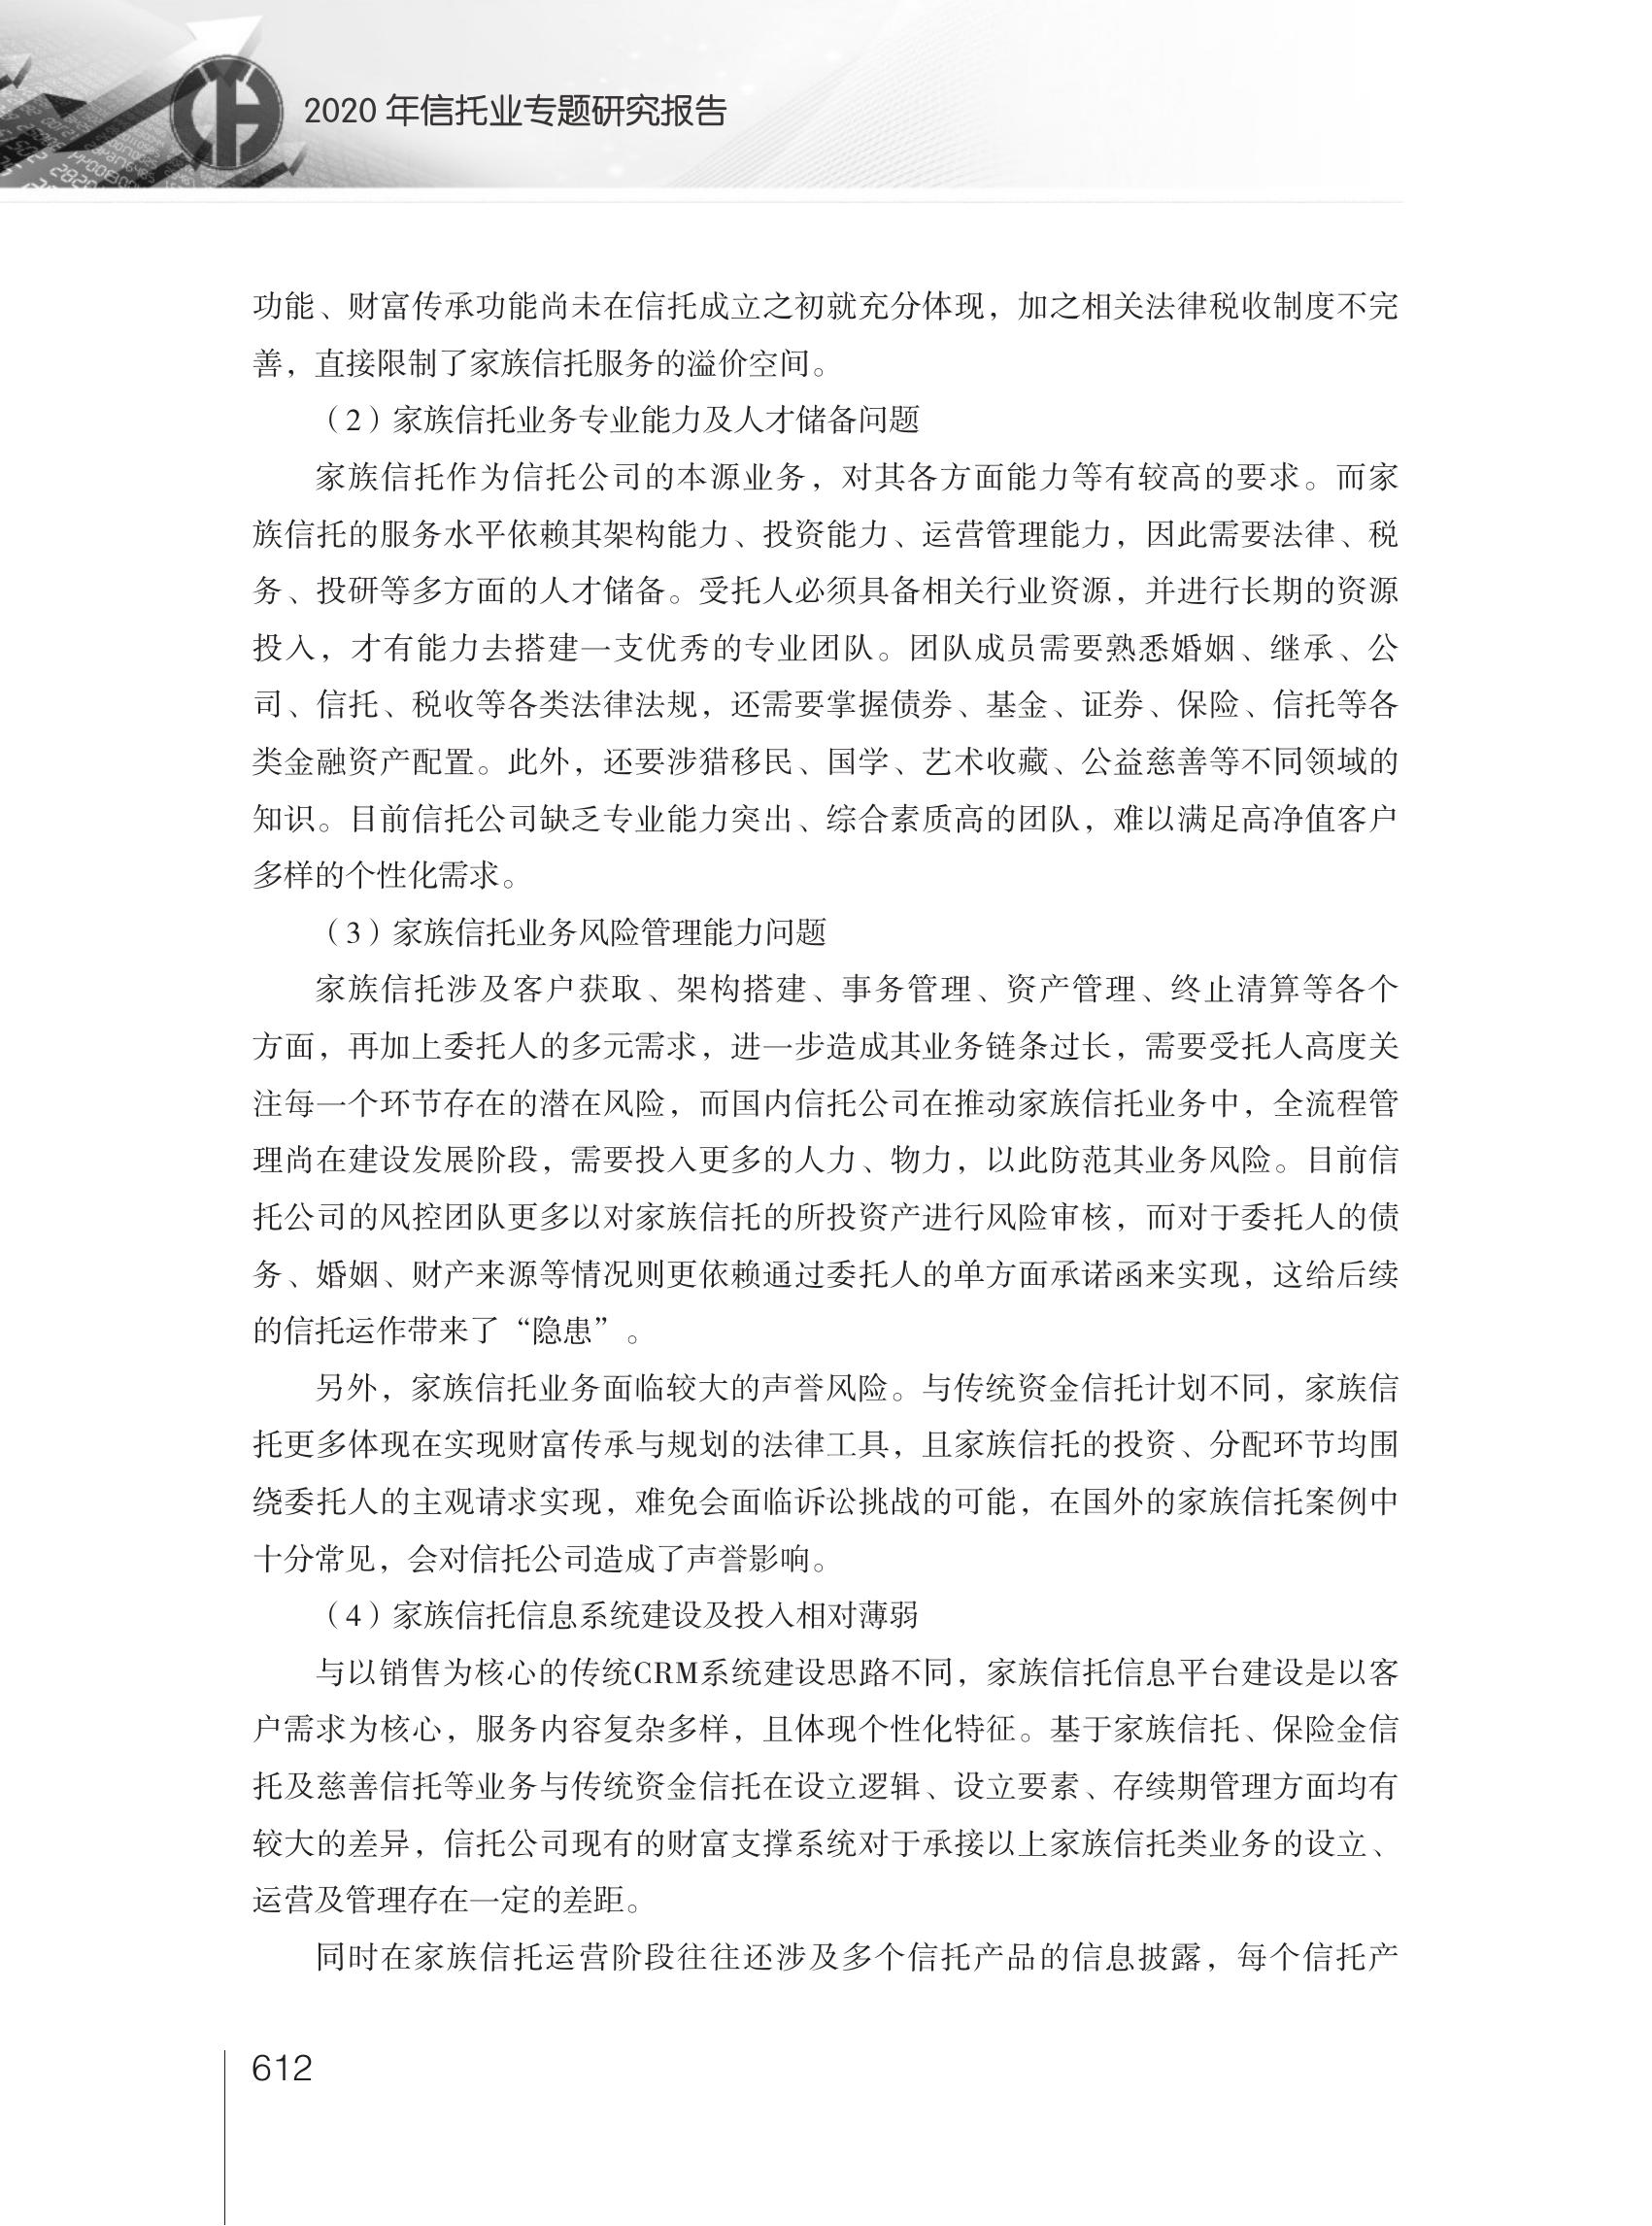 2020 年信托业专题研究报告
功能、财富传承功能尚未在信托成立之初就充分体现，加之相关法律税收制度不完
善，直接限制了家族信托服务的溢价空间。
（2）家族信托业务专业能力及人才储备问题
家族信托作为信托公司的本源业务，对其各方面能力等有较高的要求。而家
族信托的服务水平依赖其架构能力、投资能力、运营管理能力，因此需要法律、税
务、投研等多方面的人才储备。受托人必须具备相关行业资源，并进行长期的资源
投入，才有能力去搭建一支优秀的专业团队。团队成员需要熟悉婚姻、继承、公
司、信托、税收等各类法律法规，还需要掌握债券、基金、证券、保险、信托等各
类金融资产配置。此外，还要涉猎移民、国学、艺术收藏、公益慈善等不同领域的
知识。目前信托公司缺乏专业能力突出、综合素质高的团队，难以满足高净值客户
多样的个性化需求。
（3）家族信托业务风险管理能力问题
家族信托涉及客户获取、架构搭建、事务管理、资产管理、终止清算等各个
方面，再加上委托人的多元需求，进一步造成其业务链条过长，需要受托人高度关
注每一个环节存在的潜在风险，而国内信托公司在推动家族信托业务中，全流程管
理尚在建设发展阶段，需要投入更多的人力、物力，以此防范其业务风险。目前信
托公司的风控团队更多以对家族信托的所投资产进行风险审核，而对于委托人的债
务、婚姻、财产来源等情况则更依赖通过委托人的单方面承诺函来实现，这给后续
的信托运作带来了“隐患”。
另外，家族信托业务面临较大的声誉风险。与传统资金信托计划不同，家族信
托更多体现在实现财富传承与规划的法律工具，且家族信托的投资、分配环节均围
绕委托人的主观请求实现，难免会面临诉讼挑战的可能，在国外的家族信托案例中
十分常见，会对信托公司造成了声誉影响。
（4）家族信托信息系统建设及投入相对薄弱
与以销售为核心的传统CRM系统建设思路不同，家族信托信息平台建设是以客
户需求为核心，服务内容复杂多样，且体现个性化特征。基于家族信托、保险金信
托及慈善信托等业务与传统资金信托在设立逻辑、设立要素、存续期管理方面均有
较大的差异，信托公司现有的财富支撑系统对于承接以上家族信托类业务的设立、
运营及管理存在一定的差距。
同时在家族信托运营阶段往往还涉及多个信托产品的信息披露，每个信托产
612